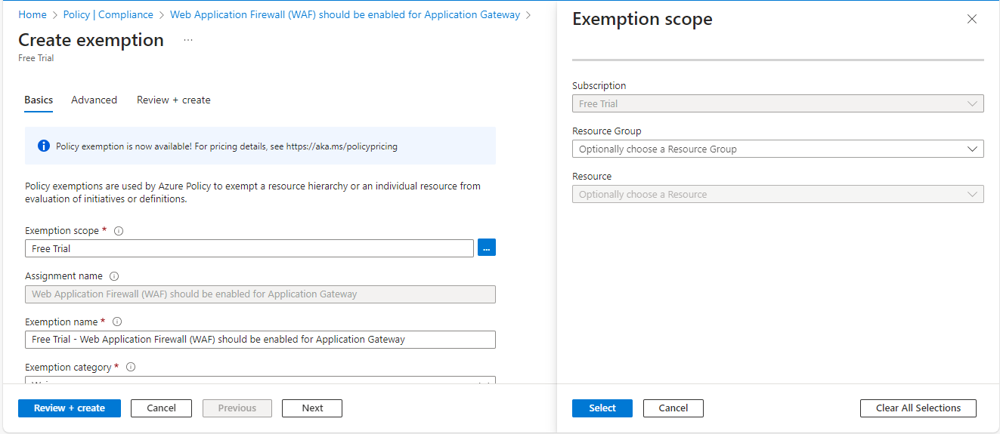 Home > Policy | Compliance > Web Application Firewall (WAF) should be enabled for Application Gateway >
Create exemption ...
Free Trial
Basics Advanced Review + create
Policy exemption is now available! For pricing details, see https://aka.ms/policypricing
Policy exemptions are used by Azure Policy to exempt a resource hierarchy or an individual resource from
evaluation of initiatives or definitions.
Exemption scope *
Free Trial
...
Assignment name
Web Application Firewall (WAF) should be enabled for Application Gateway
Exemption name *
Free Trial - Web Application Firewall (WAF) should be enabled for Application Gateway
Exemption category *
Review + create Cancel Previous Next
Exemption scope
Subscription
Free Trial
Resource Group
Optionally choose a Resource Group
Resource
Optionally choose a Resource
Select Cancel Clear All Selections